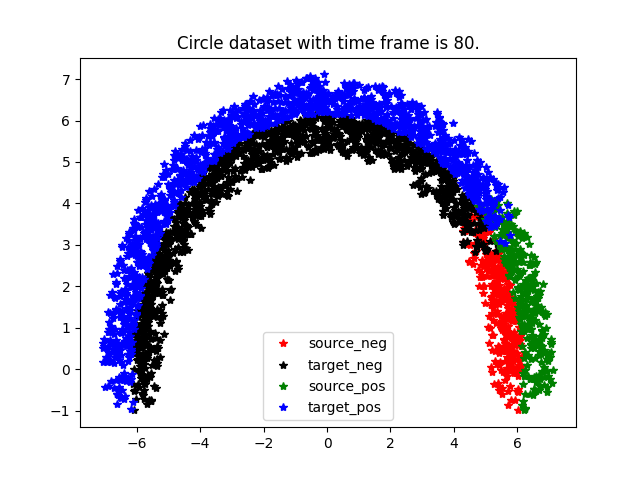 Circle dataset with time frame is 80.
7
6
5
4
3
2
1
0
−1
−6 −4 −2 0 2 4 6
source_neg
target_neg
source_pos
target_pos